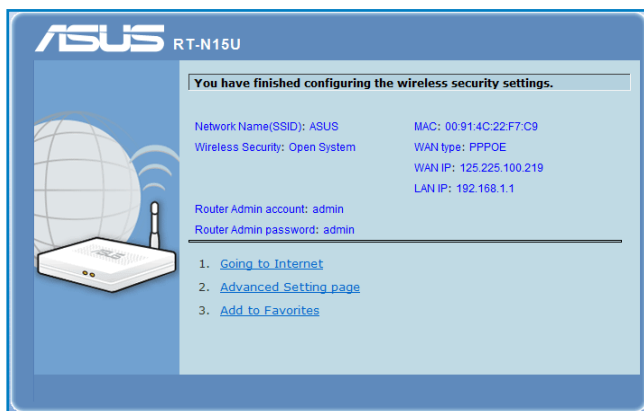 ASUS RT-N15U
You have finished configuring the wireless security settings.
Network Name(SSID): ASUS
MAC: 00:91:4C:22:F7:C9
Wireless Security: Open System
WAN type: PPPOE
WAN IP: 125.225.100.219
LAN IP: 192.168.1.1
Router Admin account: admin
Router Admin password: admin
1. Going to Internet
2. Advanced Setting page
3. Add to Favorites
ASUS